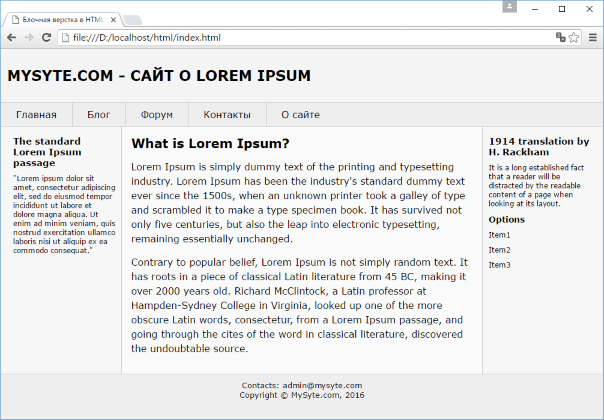 Блочная верстка в HTML
file:///D:/localhost/html/index.html
MYSYTE.COM - САЙТ О LOREM IPSUM
Главная Блог Форум Контакты О сайте
The standard
Lorem Ipsum
passage
"Lorem ipsum dolor sit
amet, consectetur adipiscing
elit, sed do eiusmod tempor
incididunt ut labore et
dolore magna aliqua. Ut
enim ad minim veniam, quis
nostrud exercitation ullamco
laboris nisi ut aliquip ex ea
commodo consequat."
What is Lorem Ipsum?
Lorem Ipsum is simply dummy text of the printing and typesetting
industry. Lorem Ipsum has been the industry's standard dummy text
ever since the 1500s, when an unknown printer took a galley of type
and scrambled it to make a type specimen book. It has survived not
only five centuries, but also the leap into electronic typesetting,
remaining essentially unchanged.
Contrary to popular belief, Lorem Ipsum is not simply random text. It
has roots in a piece of classical Latin literature from 45 BC, making it
over 2000 years old. Richard McClintock, a Latin professor at
Hampden-Sydney College in Virginia, looked up one of the more
obscure Latin words, consectetur, from a Lorem Ipsum passage, and
going through the cites of the word in classical literature, discovered
the undoubtable source.
1914 translation by
H. Rackham
It is a long established fact
that a reader will be
distracted by the readable
content of a page when
looking at its layout.
Options
Item1
Item2
Item3
Contacts: admin@mysyte.com
Copyright © MySyte.com, 2016